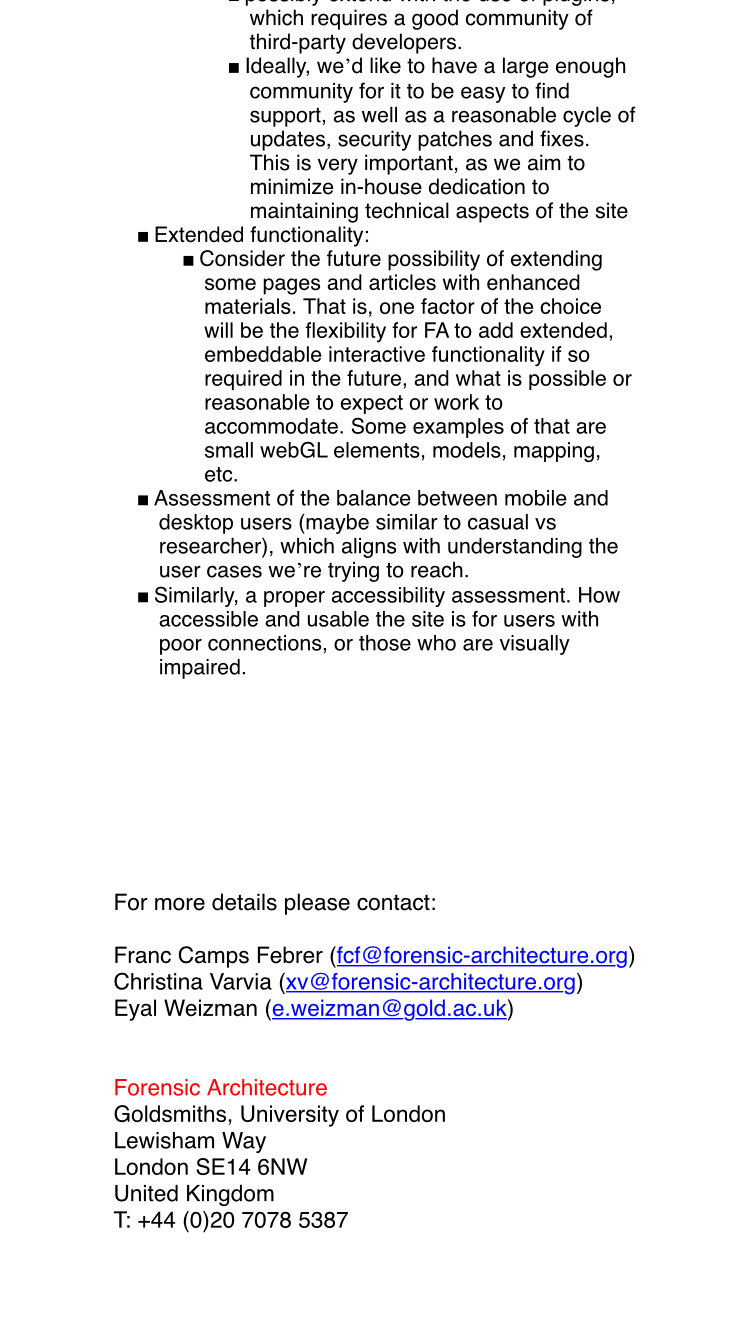 possibly extend with the use of plugins,
which requires a good community of
third-party developers.
■ Ideally, we’d like to have a large enough
community for it to be easy to find
support, as well as a reasonable cycle of
updates, security patches and fixes.
This is very important, as we aim to
minimize in-house dedication to
maintaining technical aspects of the site
■ Extended functionality:
■ Consider the future possibility of extending
some pages and articles with enhanced
materials. That is, one factor of the choice
will be the flexibility for FA to add extended,
embeddable interactive functionality if so
required in the future, and what is possible or
reasonable to expect or work to
accommodate. Some examples of that are
small webGL elements, models, mapping,
etc.
■ Assessment of the balance between mobile and
desktop users (maybe similar to casual vs
researcher), which aligns with understanding the
user cases we’re trying to reach.
■ Similarly, a proper accessibility assessment. How
accessible and usable the site is for users with
poor connections, or those who are visually
impaired.
For more details please contact:
Franc Camps Febrer (fcf@forensic-architecture.org)
Christina Varvia (xv@forensic-architecture.org)
Eyal Weizman (e.weizman@gold.ac.uk)
Forensic Architecture
Goldsmiths, University of London
Lewisham Way
London SE14 6NW
United Kingdom
T: +44 (0)20 7078 5387